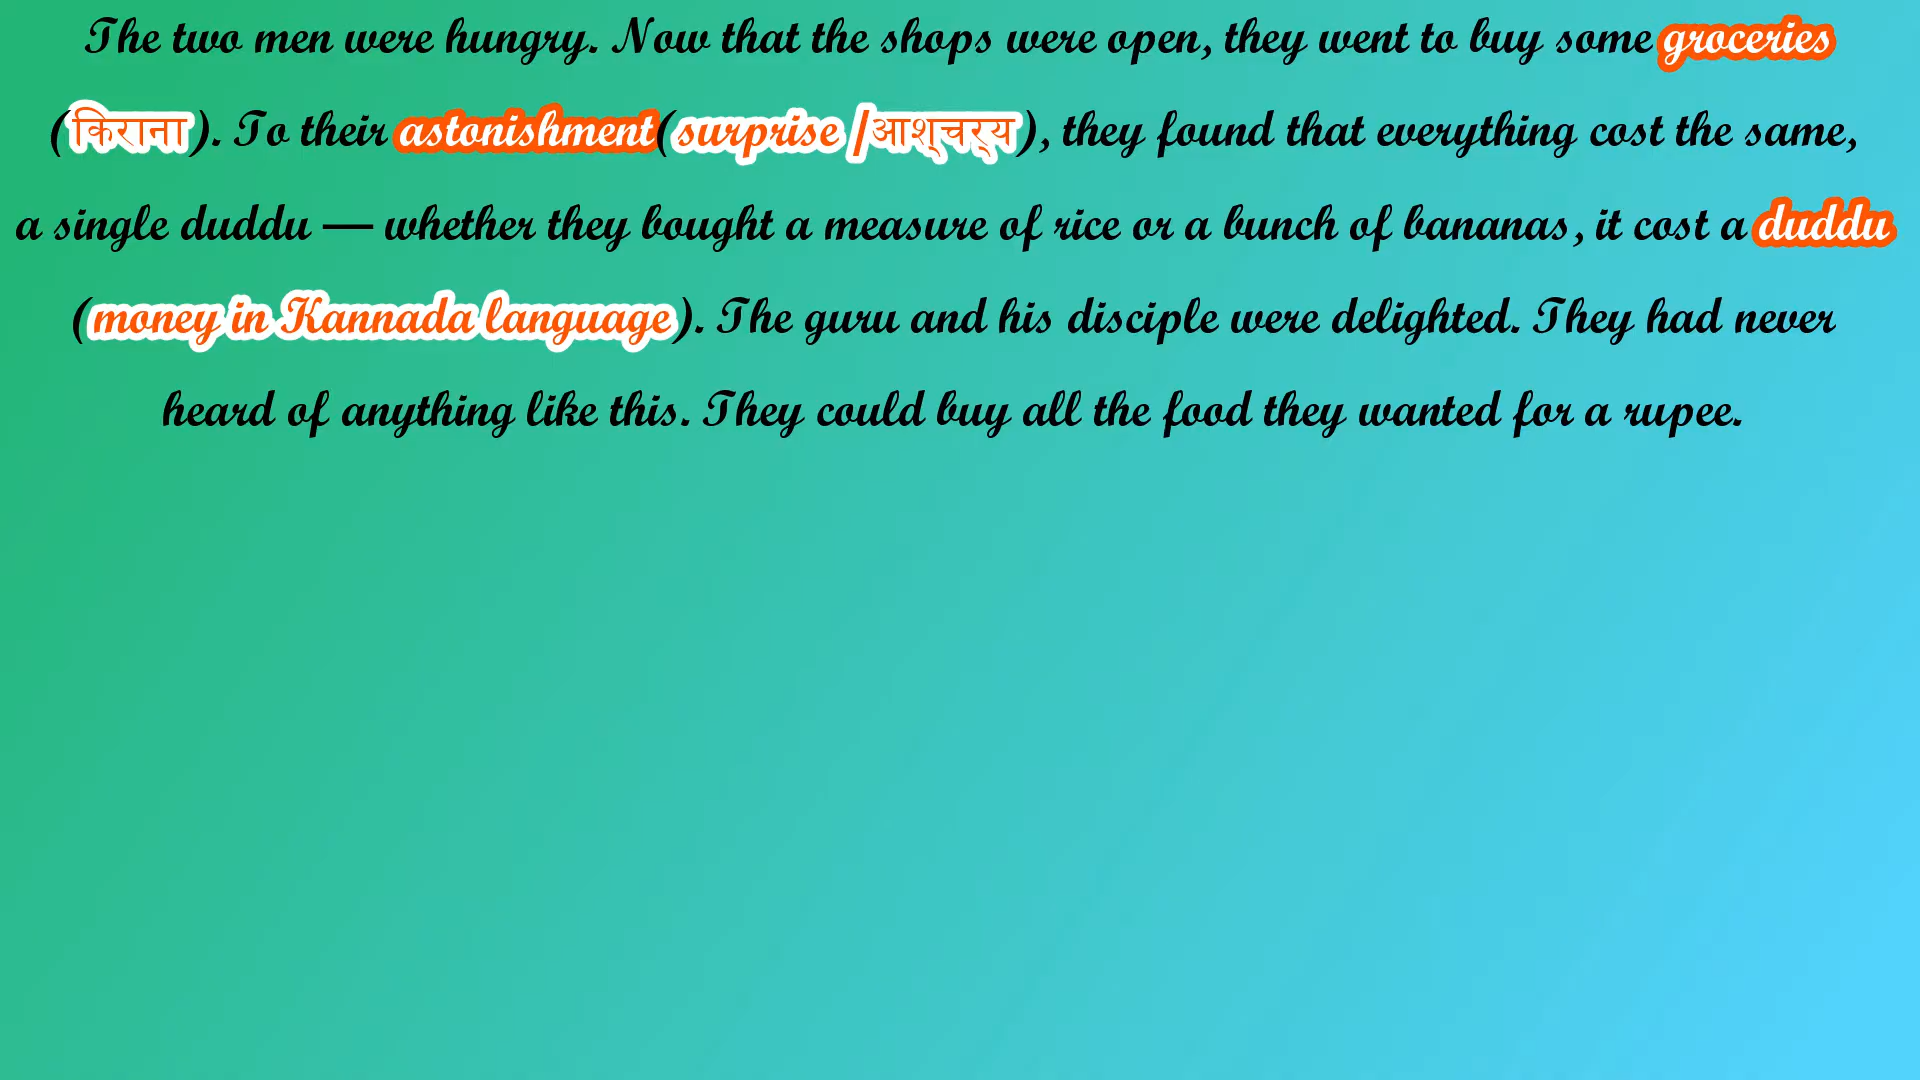 The two men were hungry. Now that the shops were open, they went to buy some groceries
(किराना). To their astonishment(surprise /आश्चर्य), they found that everything cost the same,
a single duddu — whether they bought a measure of rice or a bunch of bananas, it cost a duddu
(money in Kannada language). The guru and his disciple were delighted. They had never
heard of anything like this. They could buy all the food they wanted for a rupee.